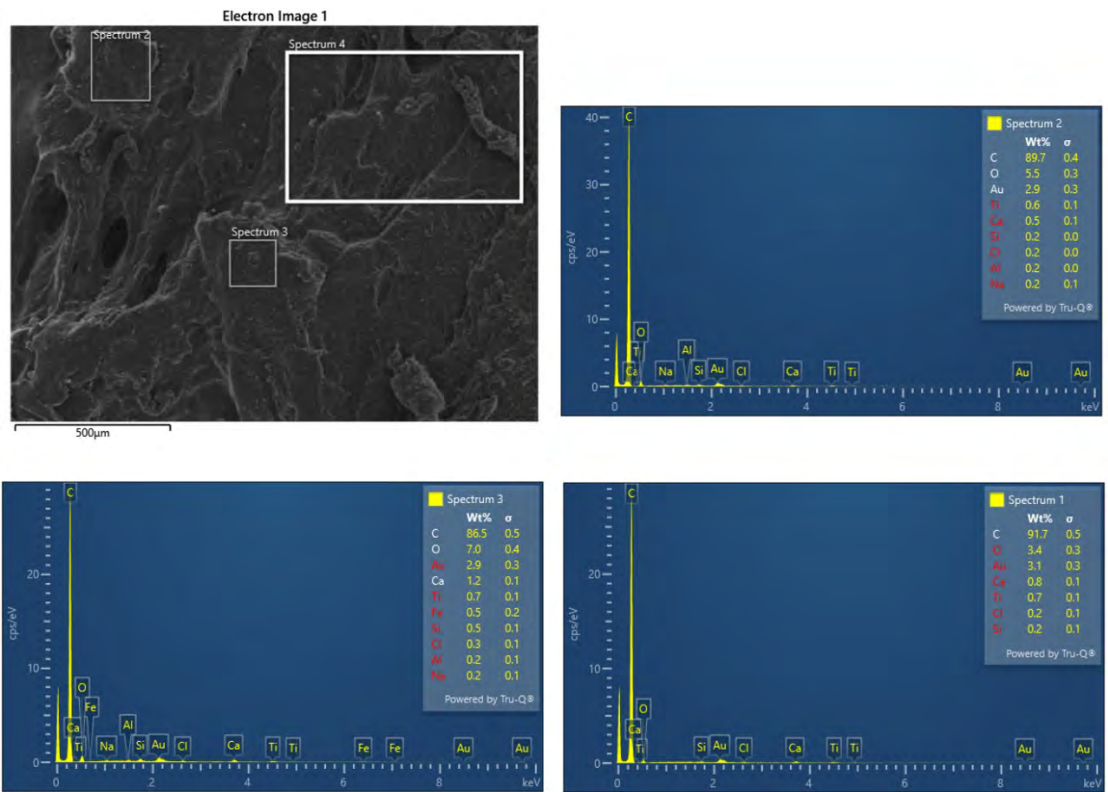 Electron Image 1
Spectrum 2
Spectrum 4
Spectrum 3
500μm
cps/eV
40
30
20
10
0
C
O
T
Ca
Na
Al
Si
Au
Cl
Ca
Ti
Ti
Au
Au
0
2
4
6
8
keV
Spectrum 2
Wt% σ
C 89.7 0.4
O 5.5 0.3
Au 2.9 0.3
Ti 0.6 0.1
Ca 0.5 0.1
Si 0.2 0.0
Cl 0.2 0.0
Al 0.2 0.0
Na 0.2 0.1
Powered by Tru-Q®
cps/eV
20
10
0
C
O
Fe
Ca
Ti
Na
Al
Si
Au
Cl
Ca
Ti
Ti
Fe
Fe
Au
Au
0
2
4
6
8
keV
Spectrum 3
Wt% σ
C 86.5 0.5
O 7.0 0.4
Au 2.9 0.3
Ca 1.2 0.1
Ti 0.7 0.1
Fe 0.5 0.2
Si 0.5 0.1
Cl 0.3 0.1
Al 0.2 0.1
Na 0.2 0.1
Powered by Tru-Q®
cps/eV
20
10
0
C
O
Ca
Ti
Si
Au
Cl
Ca
Ti
Ti
Au
Au
0
2
4
6
8
keV
Spectrum 1
Wt% σ
C 91.7 0.5
O 3.4 0.3
Au 3.1 0.3
Ca 0.8 0.1
Ti 0.7 0.1
Cl 0.2 0.1
Si 0.2 0.1
Powered by Tru-Q®